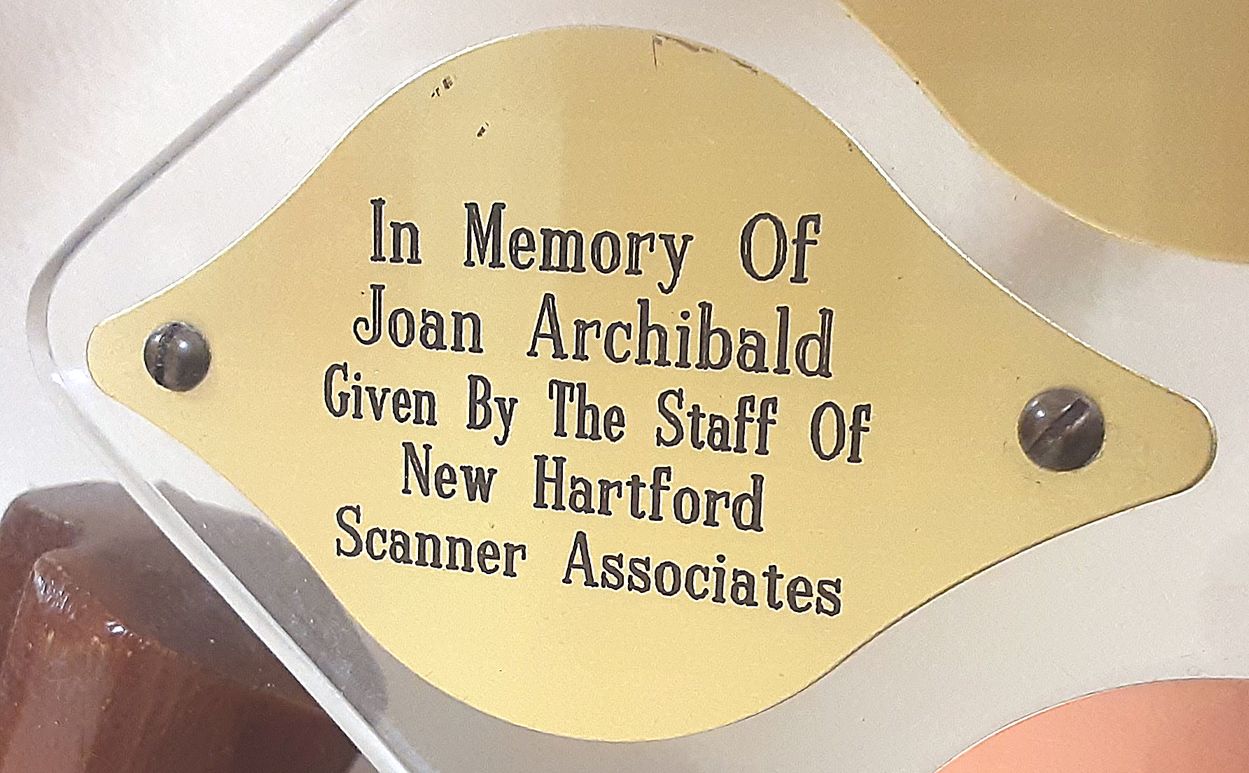 In Memory Of
Joan Archibald
Given By The Staff Of
New Hartford
Scanner Associates